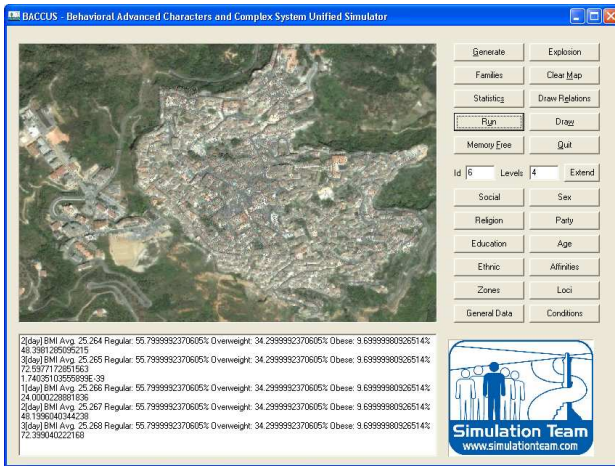 BACCUS - Behavioral Advanced Characters and Complex System Unified Simulator
Generate
Explosion
Families
Clear Map
Statistics
Draw Relations
Run
Draw
Memory Free
Quit
Id 6 Levels 4 Extend
Social
Sex
Religion
Party
Education
Age
Ethnic
Affinities
Zones
Loci
General Data
Conditions
2[day] BMI Avg. 25.264 Regular: 55.7999992370605% Overweight: 34.2999992370605% Obese: 9.69999980926514%
48.3981285095215
3[day] BMI Avg. 25.265 Regular: 55.7999992370605% Overweight: 34.2999992370605% Obese: 9.69999980926514%
72.5977172851563
1.74035103555899E-39
1[day] BMI Avg. 25.266 Regular: 55.7999992370605% Overweight: 34.2999992370605% Obese: 9.69999980926514%
24.0000228881836
2[day] BMI Avg. 25.267 Regular: 55.7999992370605% Overweight: 34.2999992370605% Obese: 9.69999980926514%
48.1996040344238
3[day] BMI Avg. 25.268 Regular: 55.7999992370605% Overweight: 34.2999992370605% Obese: 9.69999980926514%
72.399040222168
Simulation Team
www.simulationteam.com